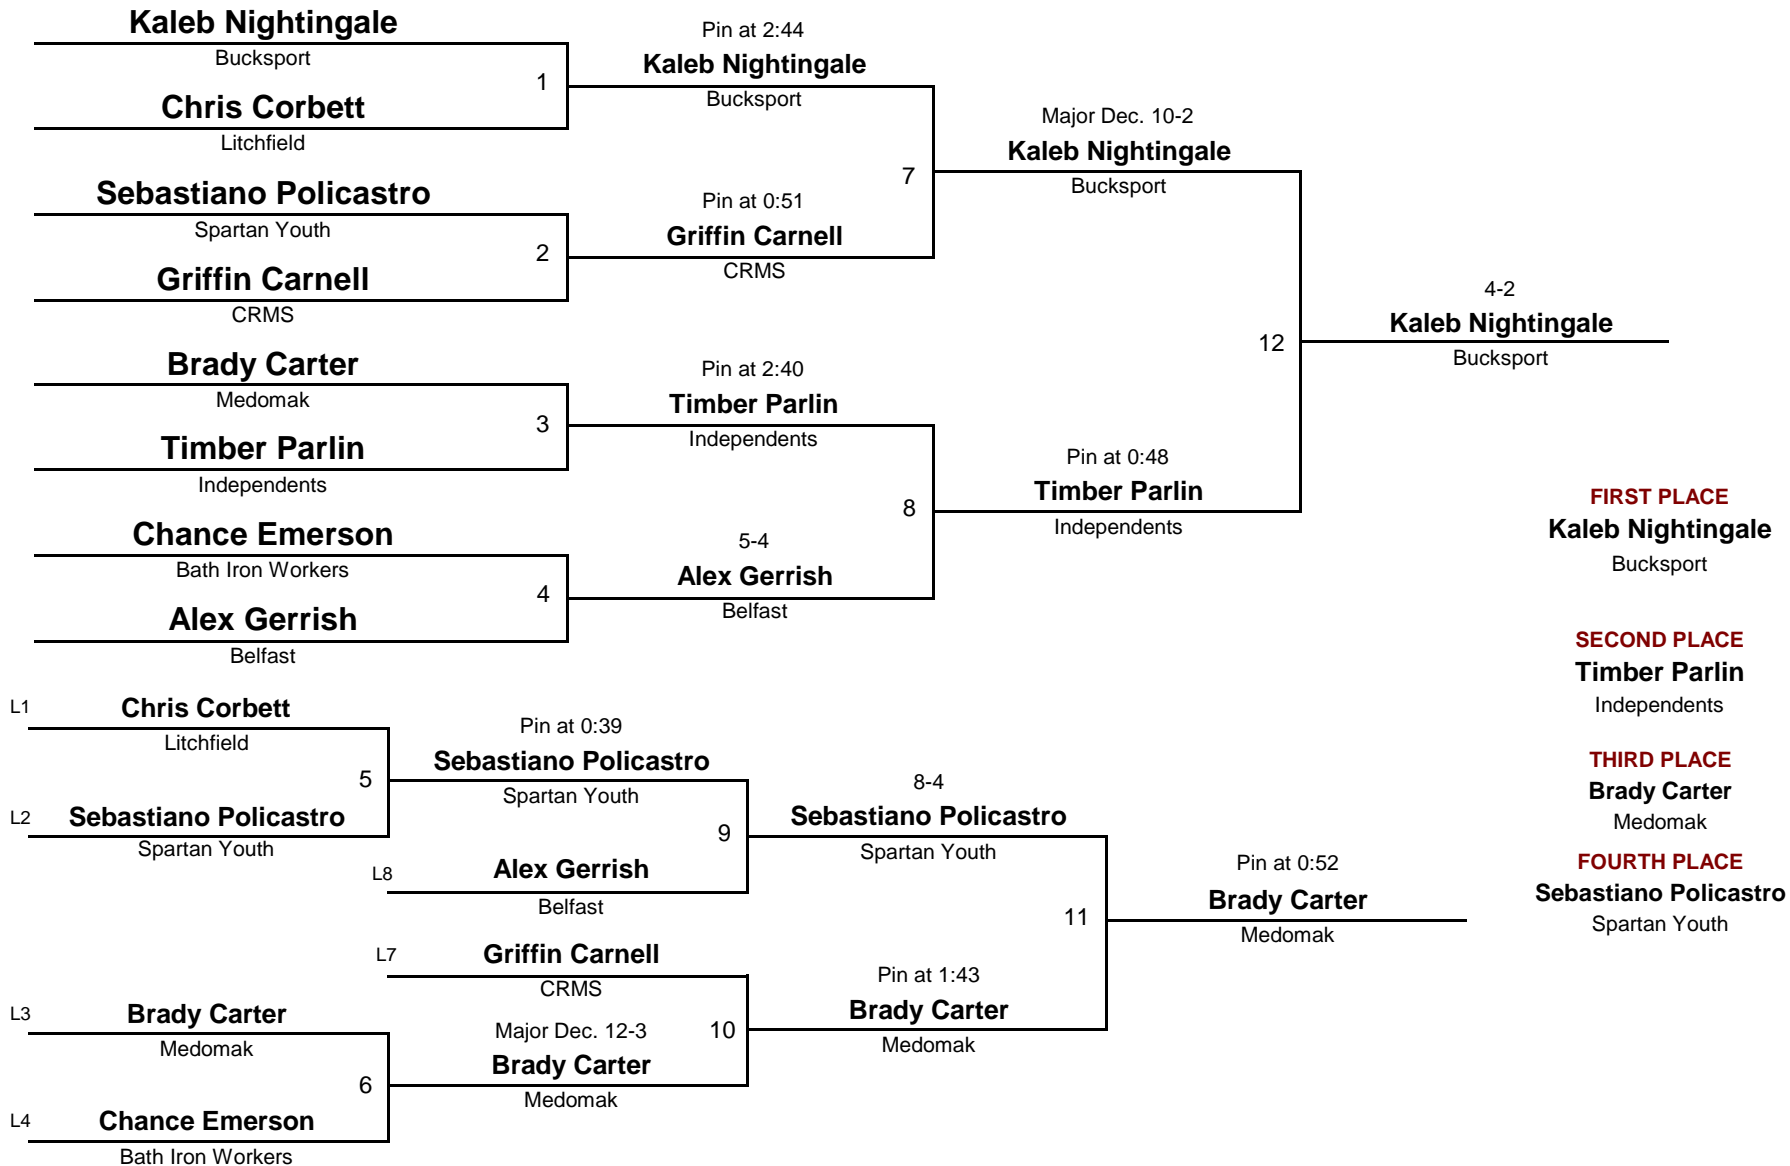 Kaleb Nightingale
Bucksport
1
Chris Corbett
Litchfield
Sebastiano Policastro
Spartan Youth
2
Griffin Carnell
CRMS
Brady Carter
Medomak
3
Timber Parlin
Independents
Chance Emerson
Bath Iron Workers
4
Alex Gerrish
Belfast
Pin at 2:44
Kaleb Nightingale
Bucksport
7
Pin at 0:51
Griffin Carnell
CRMS
Pin at 2:40
Timber Parlin
Independents
8
5-4
Alex Gerrish
Belfast
Major Dec. 10-2
Kaleb Nightingale
Bucksport
12
Pin at 0:48
Timber Parlin
Independents
4-2
Kaleb Nightingale
Bucksport
FIRST PLACE
Kaleb Nightingale
Bucksport
SECOND PLACE
Timber Parlin
Independents
THIRD PLACE
Brady Carter
Medomak
FOURTH PLACE
Sebastiano Policastro
Spartan Youth
L1 Chris Corbett
Litchfield
5
L2 Sebastiano Policastro
Spartan Youth
Pin at 0:39
Sebastiano Policastro
Spartan Youth
9
L8 Alex Gerrish
Belfast
L7 Griffin Carnell
CRMS
10
Major Dec. 12-3
Brady Carter
Medomak
L3 Brady Carter
Medomak
6
L4 Chance Emerson
Bath Iron Workers
8-4
Sebastiano Policastro
Spartan Youth
11
Pin at 1:43
Brady Carter
Medomak
Pin at 0:52
Brady Carter
Medomak